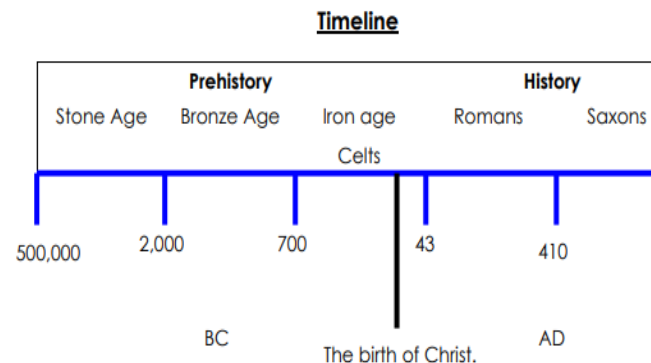 Timeline
Prehistory History
Stone Age Bronze Age Iron age Romans Saxons
Celts
500,000 2,000 700 43 410
BC AD
The birth of Christ.